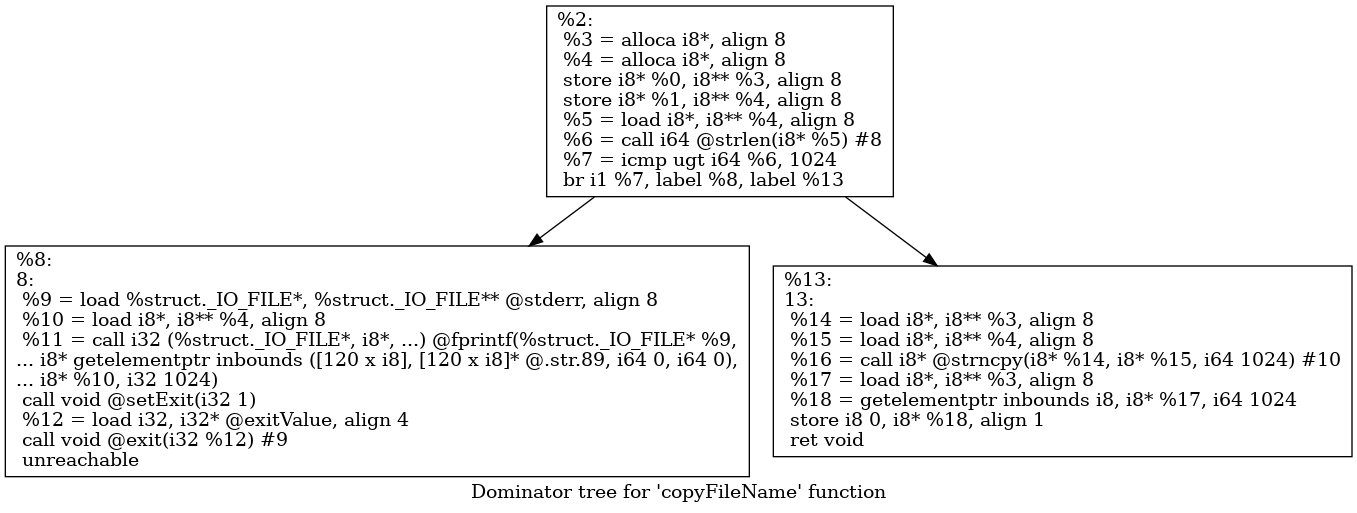 %2:
%3 = alloca i8*, align 8
%4 = alloca i8*, align 8
store i8* %0, i8** %3, align 8
store i8* %1, i8** %4, align 8
%5 = load i8*, i8** %4, align 8
%6 = call i64 @strlen(i8* %5) #8
%7 = icmp ugt i64 %6, 1024
br i1 %7, label %8, label %13
%8:
8:
%9 = load %struct._IO_FILE*, %struct._IO_FILE** @stderr, align 8
%10 = load i8*, i8** %4, align 8
%11 = call i32 (%struct._IO_FILE*, i8*, ...) @fprintf(%struct._IO_FILE* %9,
... i8* getelementptr inbounds ([120 x i8], [120 x i8]* @.str.89, i64 0, i64 0),
... i8* %10, i32 1024)
call void @setExit(i32 1)
%12 = load i32, i32* @exitValue, align 4
call void @exit(i32 %12) #9
unreachable
%13:
13:
%14 = load i8*, i8** %3, align 8
%15 = load i8*, i8** %4, align 8
%16 = call i8* @strncpy(i8* %14, i8* %15, i64 1024) #10
%17 = load i8*, i8** %3, align 8
%18 = getelementptr inbounds i8, i8* %17, i64 1024
store i8 0, i8* %18, align 1
ret void
Dominator tree for 'copyFileName' function